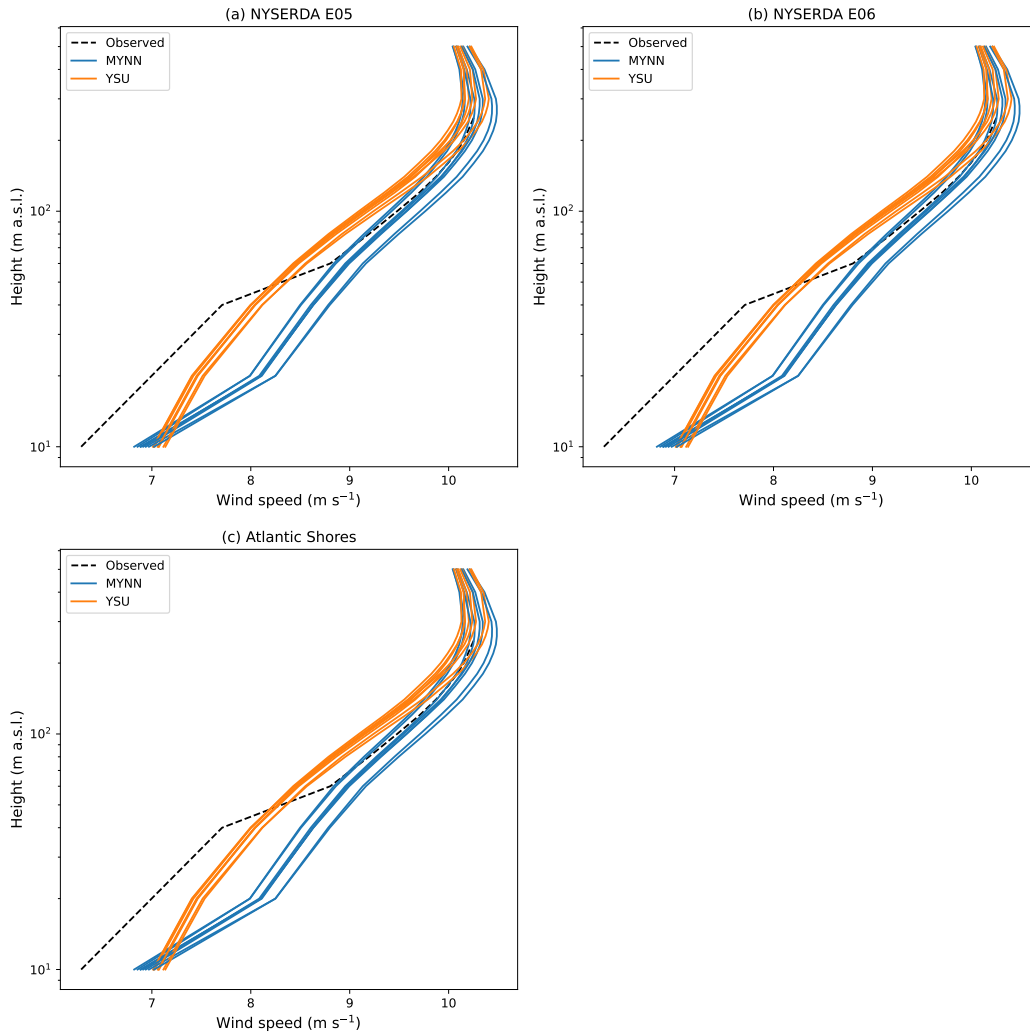 (a) NYSERDA E05
Observed
MYNN
YSU
Height (m a.s.l.)
10²
10¹
7 8 9 10
Wind speed (m s⁻¹)
(b) NYSERDA E06
Observed
MYNN
YSU
Height (m a.s.l.)
10²
10¹
7 8 9 10
Wind speed (m s⁻¹)
(c) Atlantic Shores
Observed
MYNN
YSU
Height (m a.s.l.)
10²
10¹
7 8 9 10
Wind speed (m s⁻¹)